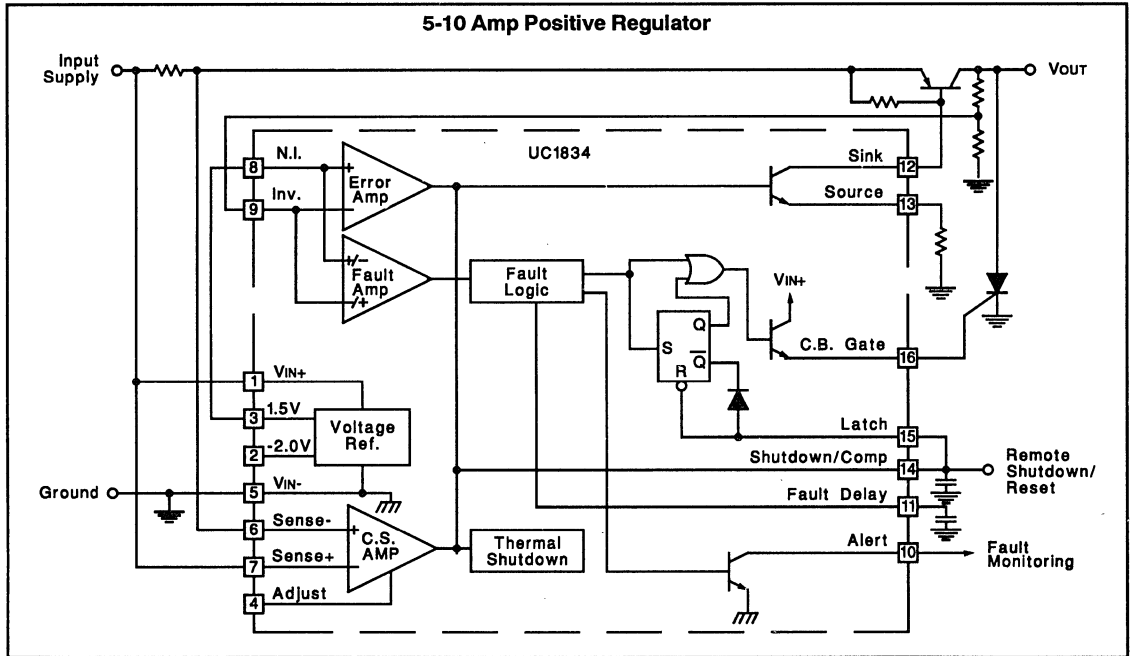 5-10 Amp Positive Regulator
Input
Supply
VOUT
UC1834
8
N.I.
+
Error
Amp
−
9
Inv.
Sink
12
Source
13
+/−
Fault
Amp
−/+
Fault
Logic
VIN+
S
Q
Q
R
C.B. Gate
16
1
VIN+
3
1.5V
Voltage
Ref.
2
-2.0V
Latch
15
Shutdown/Comp
14
Remote
Shutdown/
Reset
Ground
5
VIN-
Fault Delay
11
6
Sense-
+
C.S.
AMP
−
7
Sense+
Thermal
Shutdown
Alert
10
Fault
Monitoring
4
Adjust